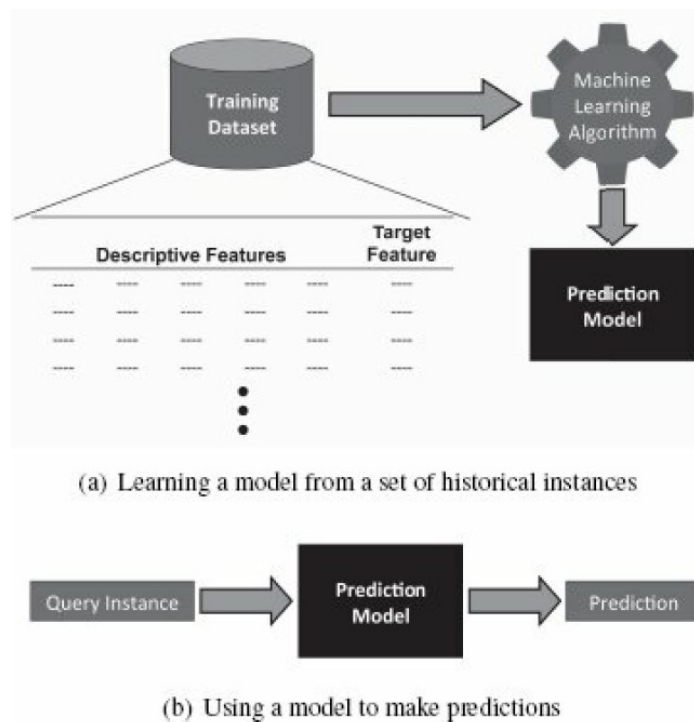 Training
Dataset
Machine
Learning
Algorithm
Descriptive Features
Target
Feature
---- ---- ---- ---- ---- ----
---- ---- ---- ---- ---- ----
---- ---- ---- ---- ---- ----
---- ---- ---- ---- ---- ----
Prediction
Model
(a) Learning a model from a set of historical instances
Query Instance
Prediction
Model
Prediction
(b) Using a model to make predictions